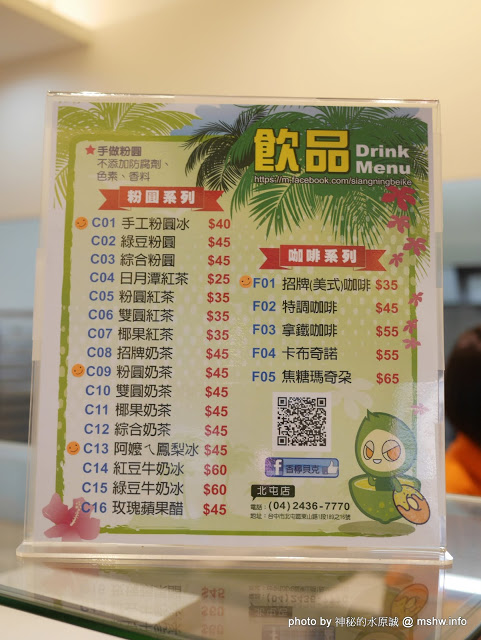 ★手做粉圓
不添加防腐劑、
色素、香料
飲品 Drink Menu
https://m.facebook.com/siangningbeike
粉圓系列
C01 手工粉圓冰 $40
C02 綠豆粉圓 $45
C03 綜合粉圓 $45
C04 日月潭紅茶 $25
C05 粉圓紅茶 $35
C06 雙圓紅茶 $35
C07 椰果紅茶 $35
C08 招牌奶茶 $45
C09 粉圓奶茶 $45
C10 雙圓奶茶 $45
C11 椰果奶茶 $45
C12 綜合奶茶 $45
C13 阿嬤ㄟ鳳梨冰 $45
C14 紅豆牛奶冰 $60
C15 綠豆牛奶冰 $60
C16 玫瑰蘋果醋 $45
咖啡系列
F01 招牌(美式)咖啡 $35
F02 特調咖啡 $45
F03 拿鐵咖啡 $55
F04 卡布奇諾 $55
F05 焦糖瑪奇朵 $65
f 香檸貝克
北屯店
電話：(04) 2436-7770
photo by 神秘的水原誠 @ mshw.info